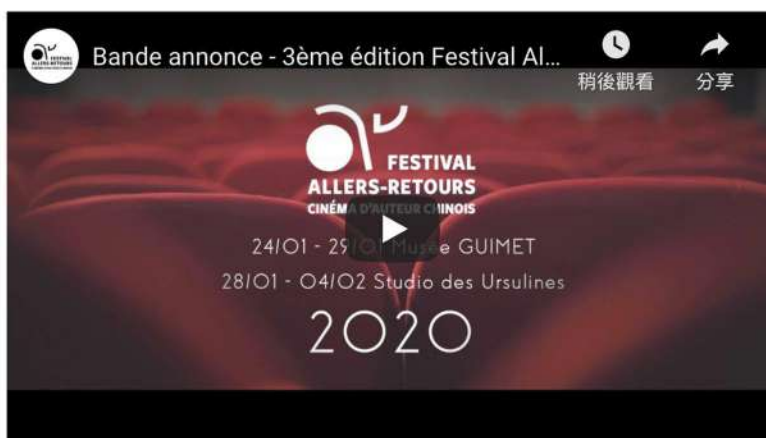 Bande annonce - 3ème édition Festival Al...
稍後觀看
分享
FESTIVAL
ALLERS-RETOURS
CINÉMA D'AUTEUR CHINOIS
24/01 - 29/01 Musée GUIMET
28/01 - 04/02 Studio des Ursulines
2020